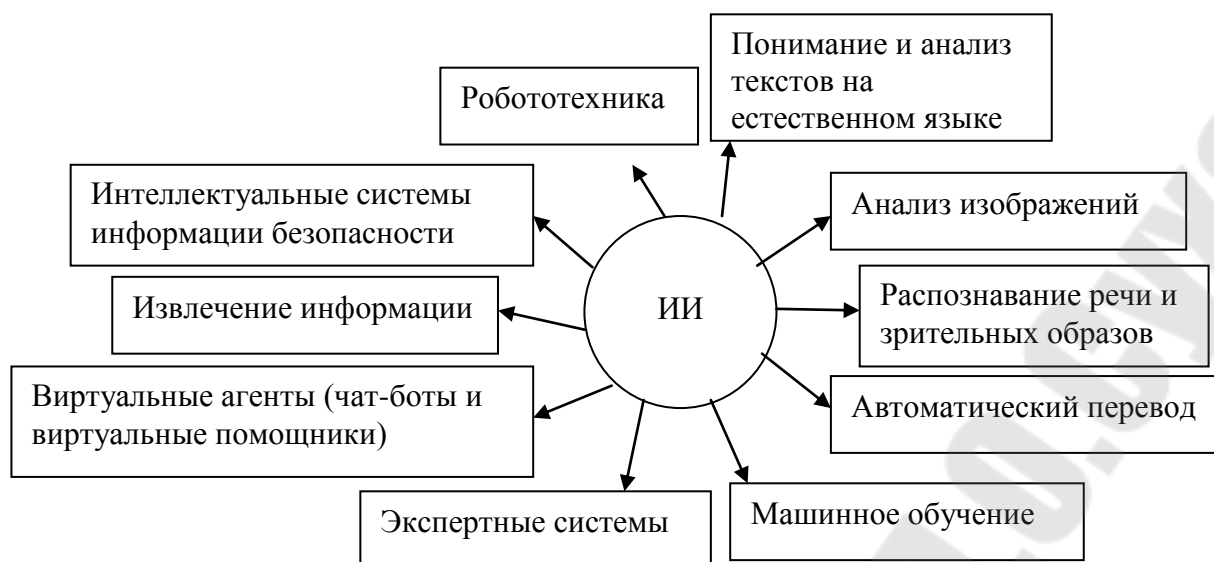 Понимание и анализ
текстов на
естественном языке
Робототехника
Интеллектуальные системы
информации безопасности
Анализ изображений
Извлечение информации
ИИ
Распознавание речи и
зрительных образов
Виртуальные агенты (чат-боты и
виртуальные помощники)
Автоматический перевод
Экспертные системы
Машинное обучение